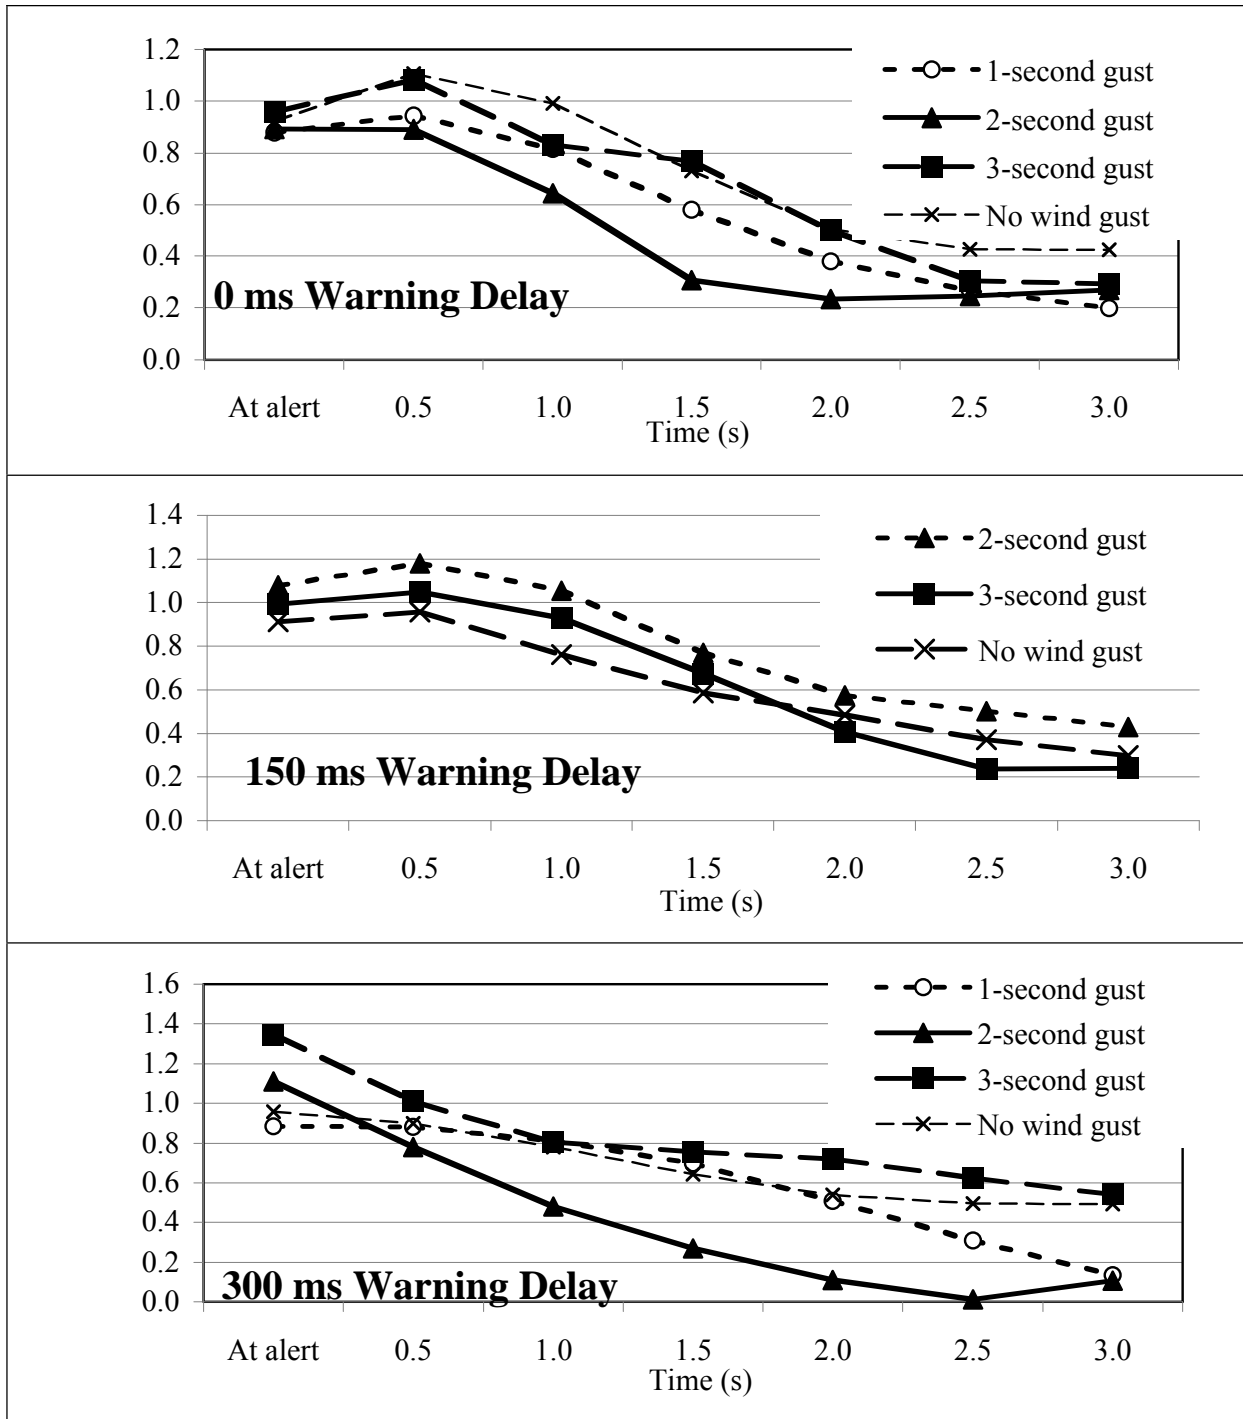 1.2
1.0
0.8
0.6
0.4
0.2
0.0
1-second gust
2-second gust
3-second gust
No wind gust
0 ms Warning Delay
At alert 0.5 1.0 1.5 2.0 2.5 3.0
Time (s)
1.4
1.2
1.0
0.8
0.6
0.4
0.2
0.0
2-second gust
3-second gust
No wind gust
150 ms Warning Delay
At alert 0.5 1.0 1.5 2.0 2.5 3.0
Time (s)
1.6
1.4
1.2
1.0
0.8
0.6
0.4
0.2
0.0
1-second gust
2-second gust
3-second gust
No wind gust
300 ms Warning Delay
At alert 0.5 1.0 1.5 2.0 2.5 3.0
Time (s)